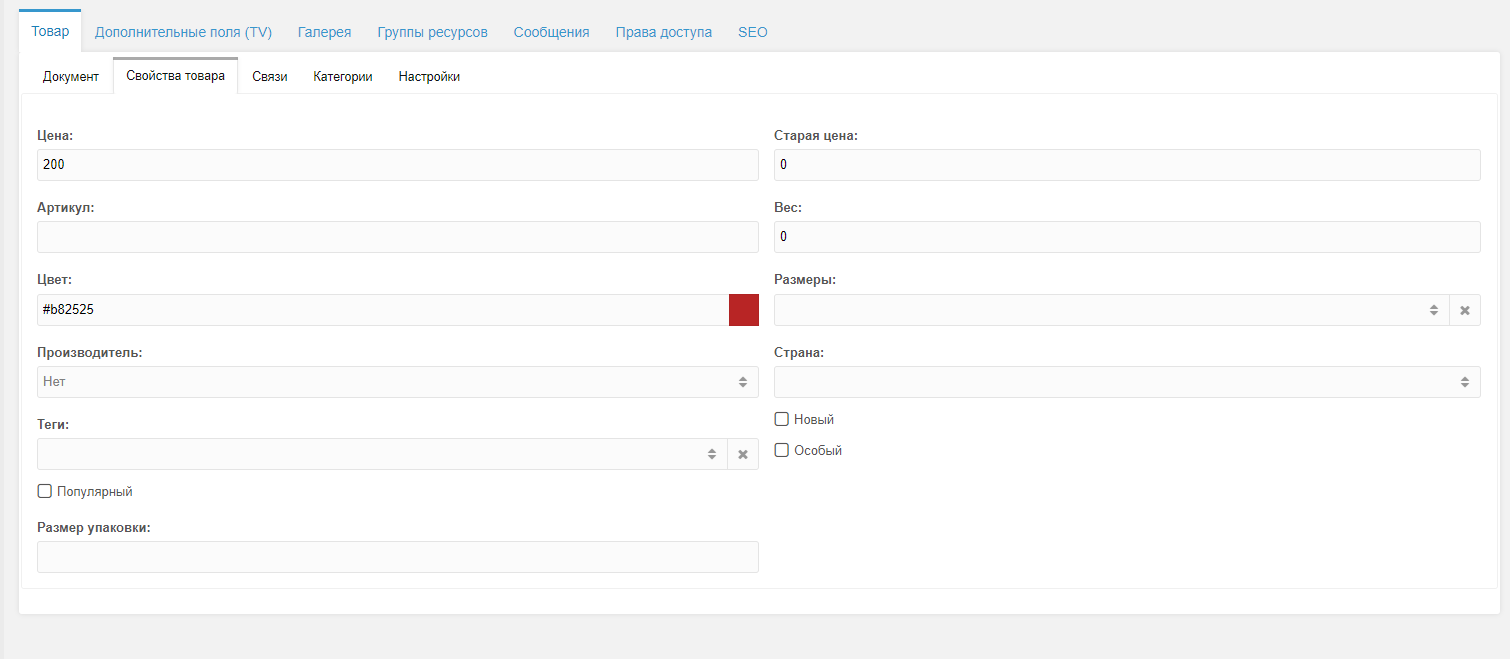 Товар Дополнительные поля (TV) Галерея Группы ресурсов Сообщения Права доступа SEO
Документ Свойства товара Связи Категории Настройки
Цена: Старая цена:
200 0
Артикул: Вес:
0
Цвет: Размеры:
#b82525
Производитель: Страна:
Нет
Теги: Новый
Особый
Популярный
Размер упаковки: